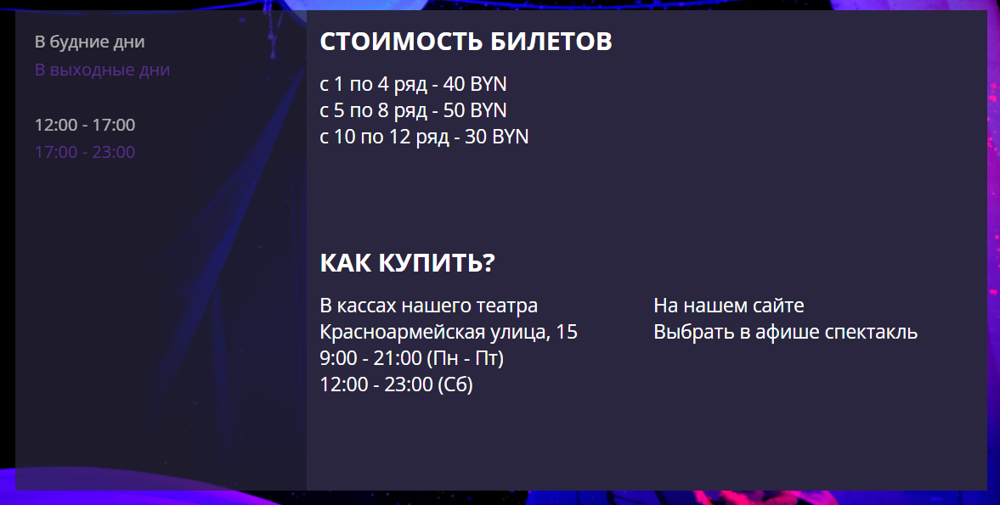 В будние дни
В выходные дни
12:00 - 17:00
17:00 - 23:00
СТОИМОСТЬ БИЛЕТОВ
с 1 по 4 ряд - 40 BYN
с 5 по 8 ряд - 50 BYN
с 10 по 12 ряд - 30 BYN
КАК КУПИТЬ?
В кассах нашего театра
Красноармейская улица, 15
9:00 - 21:00 (Пн - Пт)
12:00 - 23:00 (Сб)
На нашем сайте
Выбрать в афише спектакль